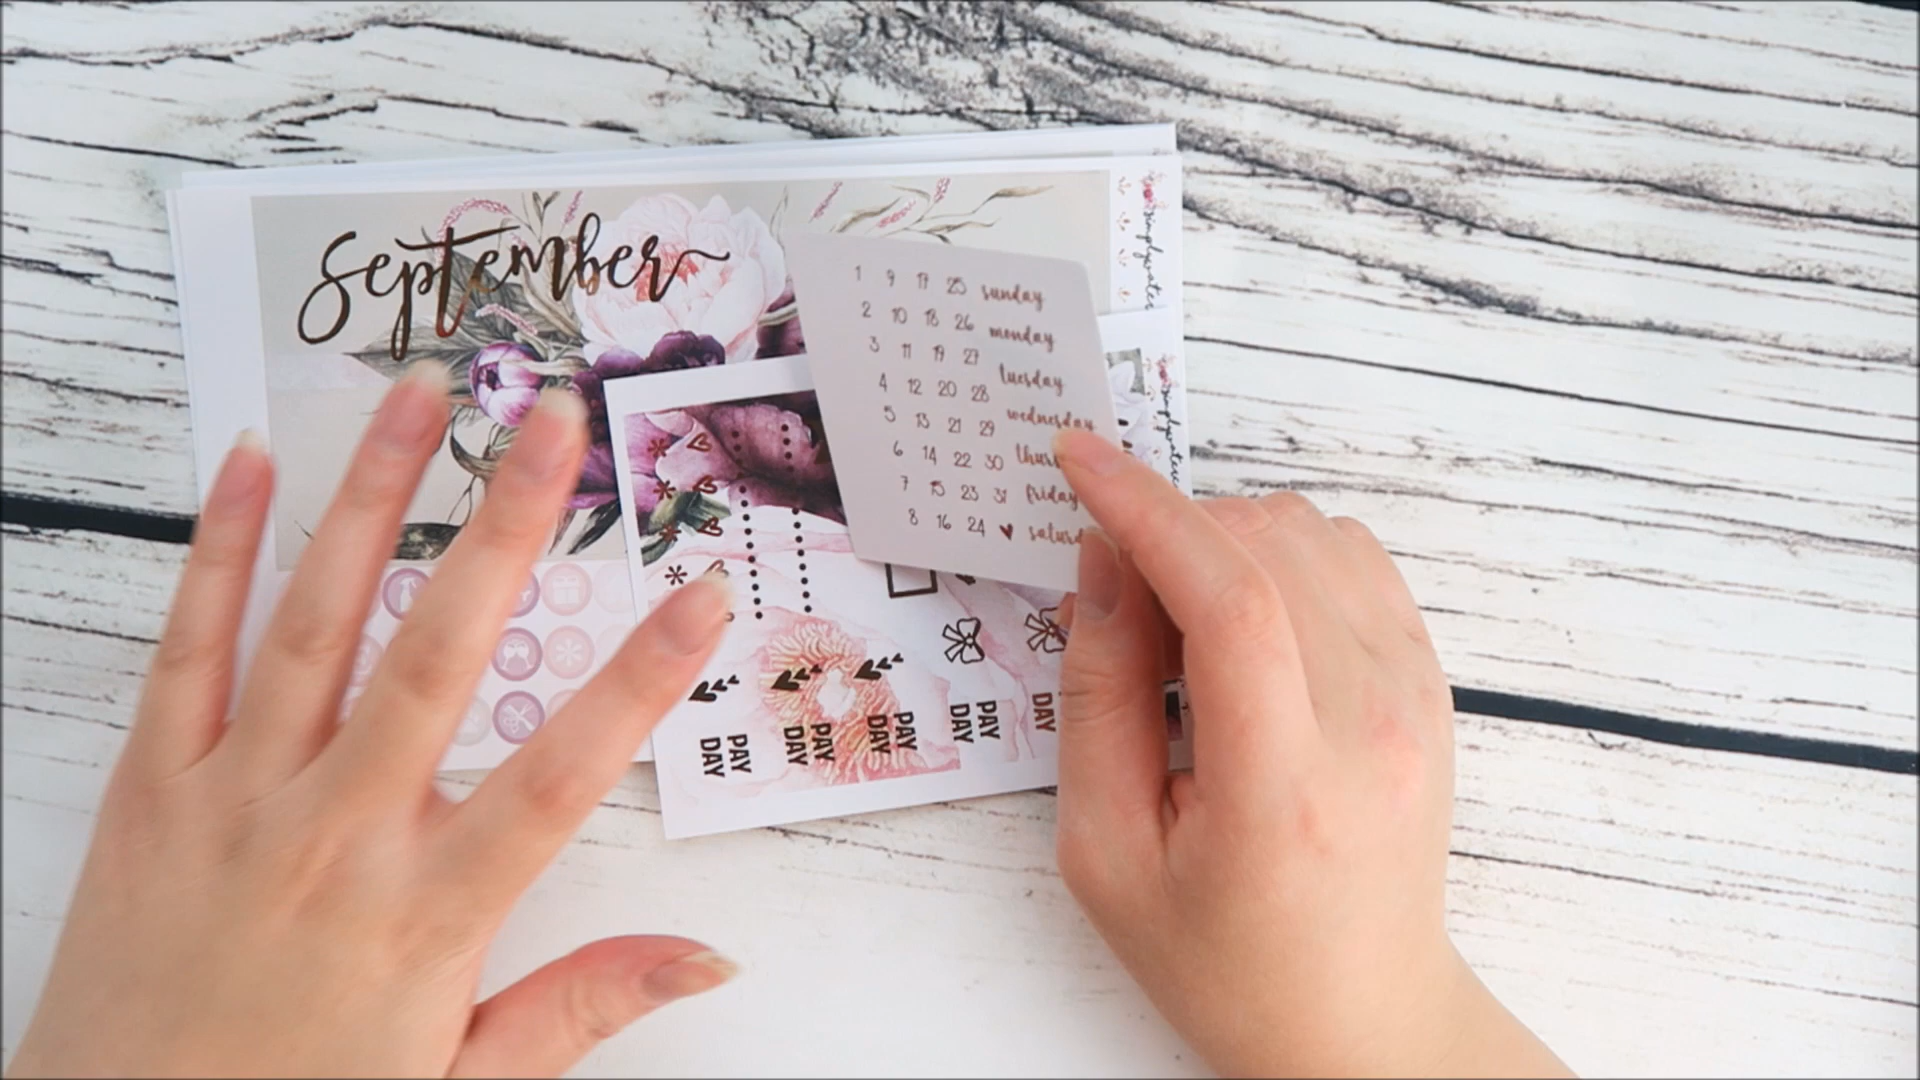 September
1 9 17 25 sunday
2 10 18 26 monday
3 11 19 27 tuesday
4 12 20 28 wednesday
5 13 21 29
6 14 22 30 friday
7 15 23 31
8 16 24
simplywatercolor
PAY DAY
PAY DAY
PAY DAY
PAY DAY
DAY